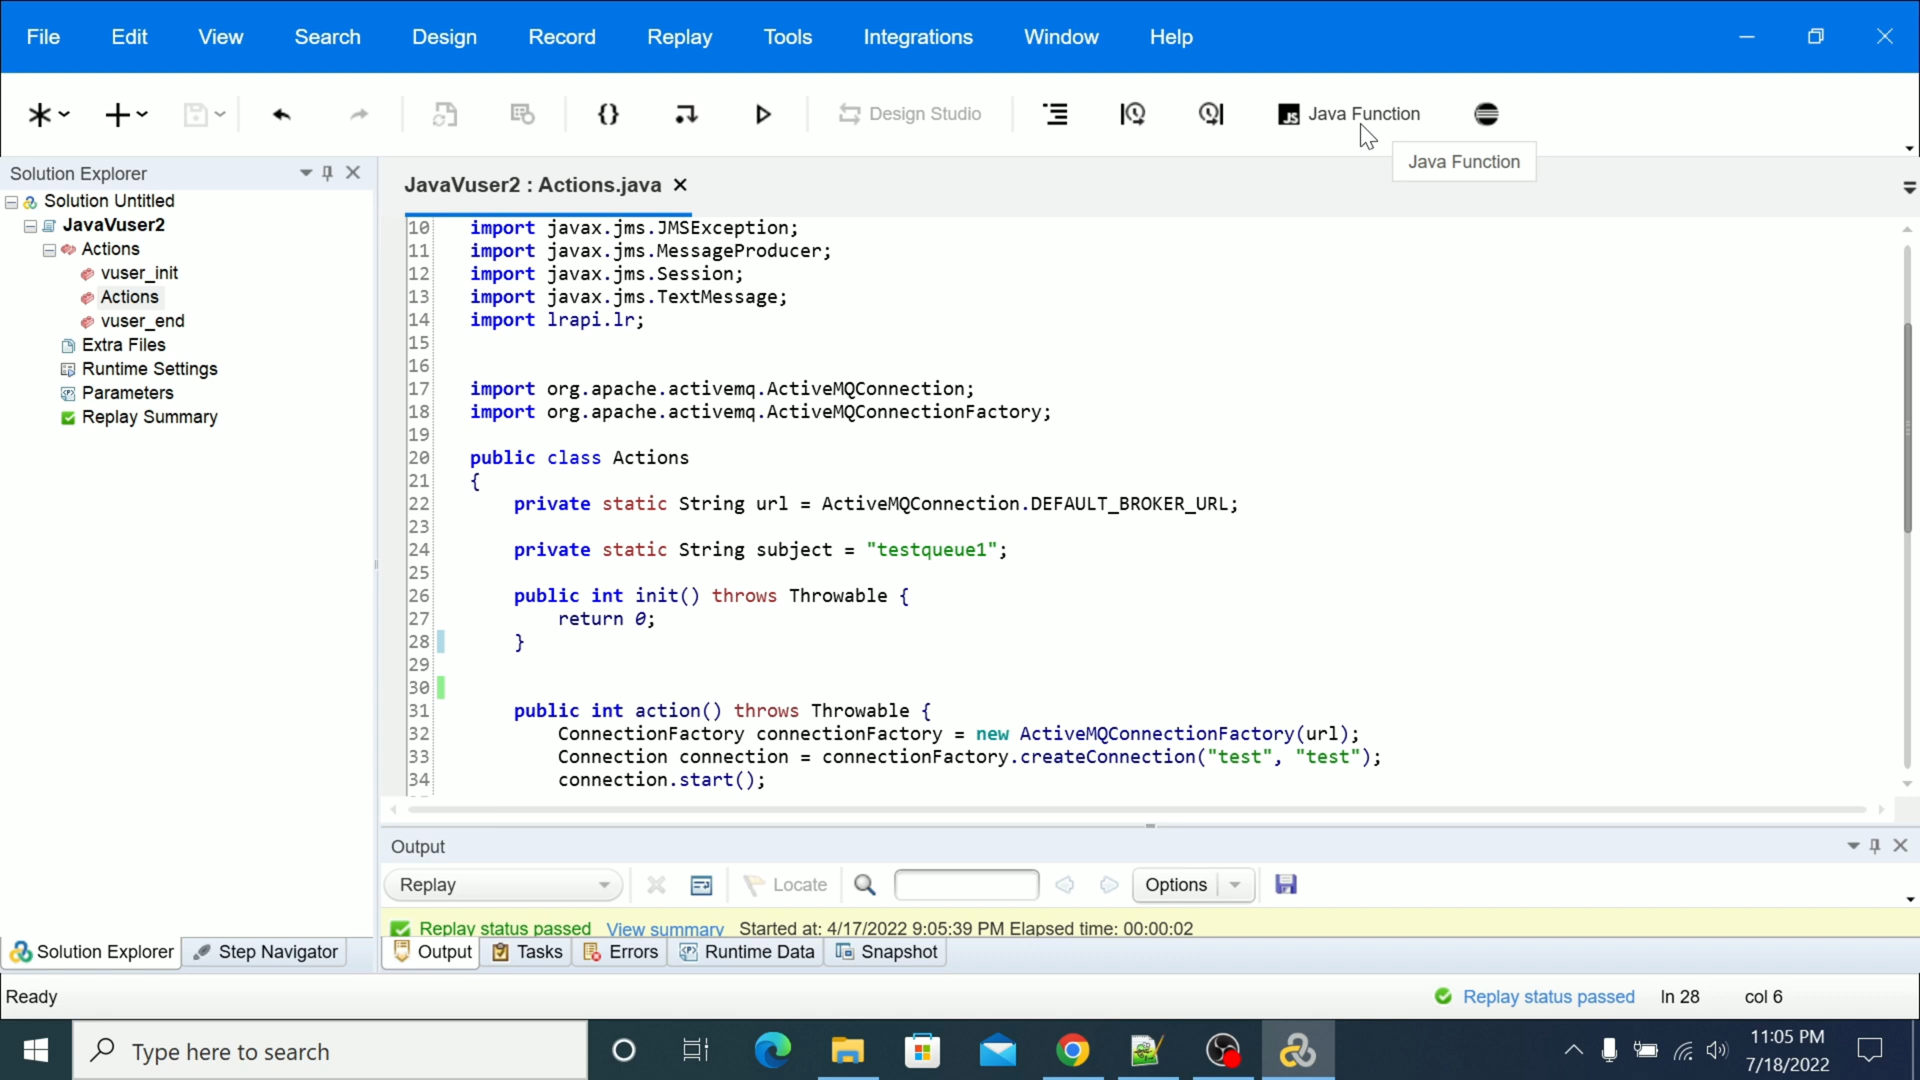 File Edit View Search Design Record Replay Tools Integrations Window Help
Design Studio Java Function
Java Function
Solution Explorer
Solution Untitled
JavaVuser2
Actions
vuser_init
Actions
vuser_end
Extra Files
Runtime Settings
Parameters
Replay Summary
Solution Explorer Step Navigator
JavaVuser2 : Actions.java
10 import javax.jms.JMSException;
11 import javax.jms.MessageProducer;
12 import javax.jms.Session;
13 import javax.jms.TextMessage;
14 import lrapi.lr;
15
16
17 import org.apache.activemq.ActiveMQConnection;
18 import org.apache.activemq.ActiveMQConnectionFactory;
19
20 public class Actions
21 {
22 private static String url = ActiveMQConnection.DEFAULT_BROKER_URL;
23
24 private static String subject = "testqueue1";
25
26 public int init() throws Throwable {
27 return 0;
28 }
29
30
31 public int action() throws Throwable {
32 ConnectionFactory connectionFactory = new ActiveMQConnectionFactory(url);
33 Connection connection = connectionFactory.createConnection("test", "test");
34 connection.start();
Output
Replay Locate Options
Replay status passed View summary Started at: 4/17/2022 9:05:39 PM Elapsed time: 00:00:02
Output Tasks Errors Runtime Data Snapshot
Ready Replay status passed ln 28 col 6
Type here to search
11:05 PM
7/18/2022